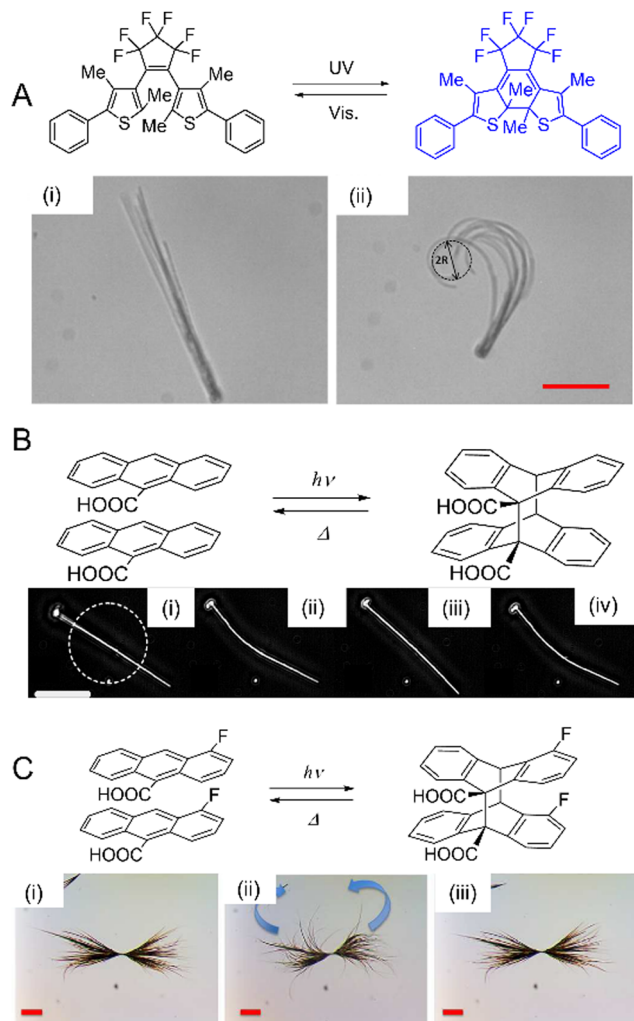 F F
F F
F F
Me Me
Me
Me
S S
UV
Vis.
F F
F F
F F
Me Me
Me
Me
S S
A
(i)
(ii)
2R
B
HOOC
HOOC
hν
Δ
HOOC
HOOC
(i)
(ii)
(iii)
(iv)
C
F
F
HOOC
HOOC
hν
Δ
F
F
HOOC
HOOC
(i)
(ii)
(iii)